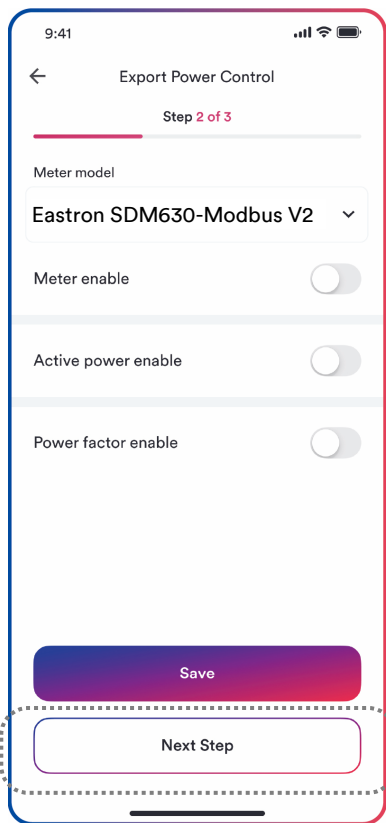 9:41
Export Power Control
Step 2 of 3
Meter model
Eastron SDM630-Modbus V2
Meter enable
Active power enable
Power factor enable
Save
Next Step